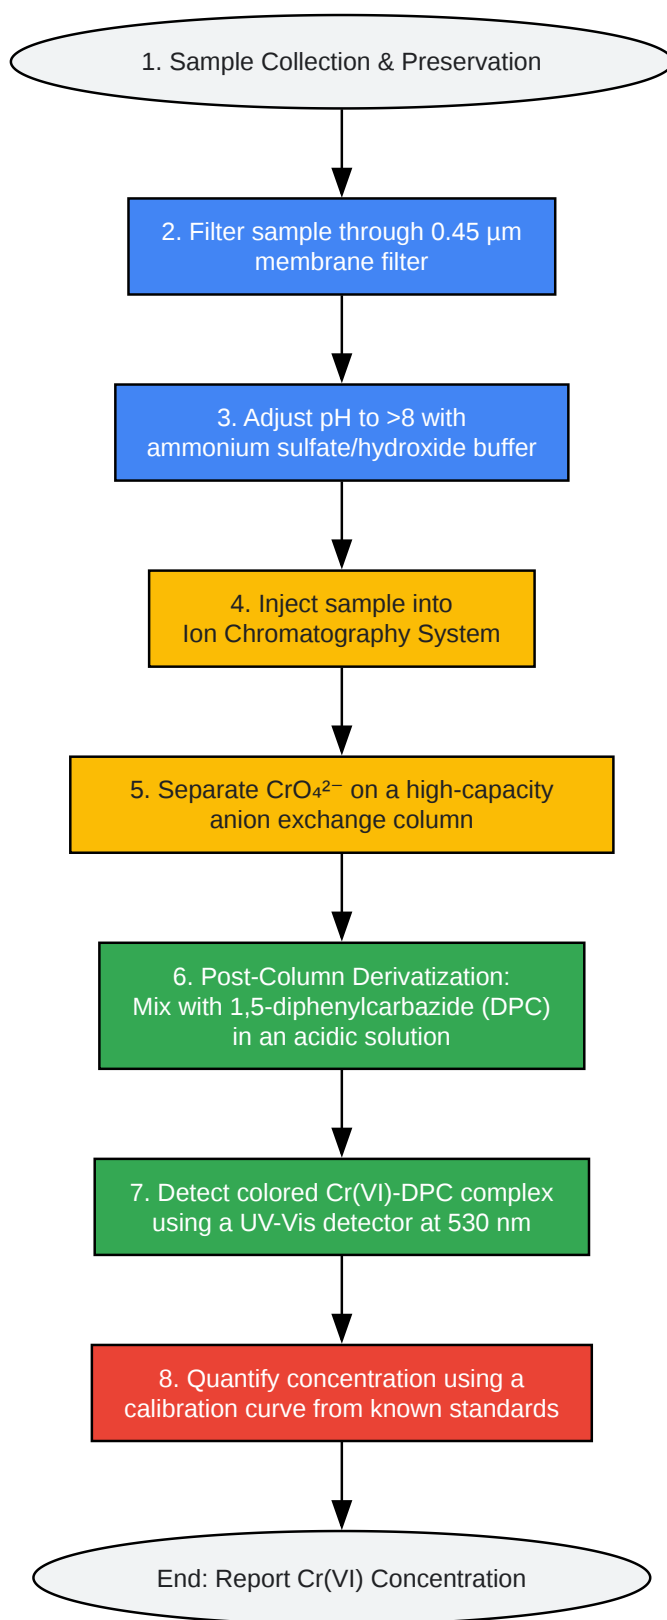 1. Sample Collection & Preservation
2. Filter sample through 0.45 µm
membrane filter
3. Adjust pH to >8 with
ammonium sulfate/hydroxide buffer
4. Inject sample into
Ion Chromatography System
5. Separate CrO₄²⁻ on a high-capacity
anion exchange column
6. Post-Column Derivatization:
Mix with 1,5-diphenylcarbazide (DPC)
in an acidic solution
7. Detect colored Cr(VI)-DPC complex
using a UV-Vis detector at 530 nm
8. Quantify concentration using a
calibration curve from known standards
End: Report Cr(VI) Concentration